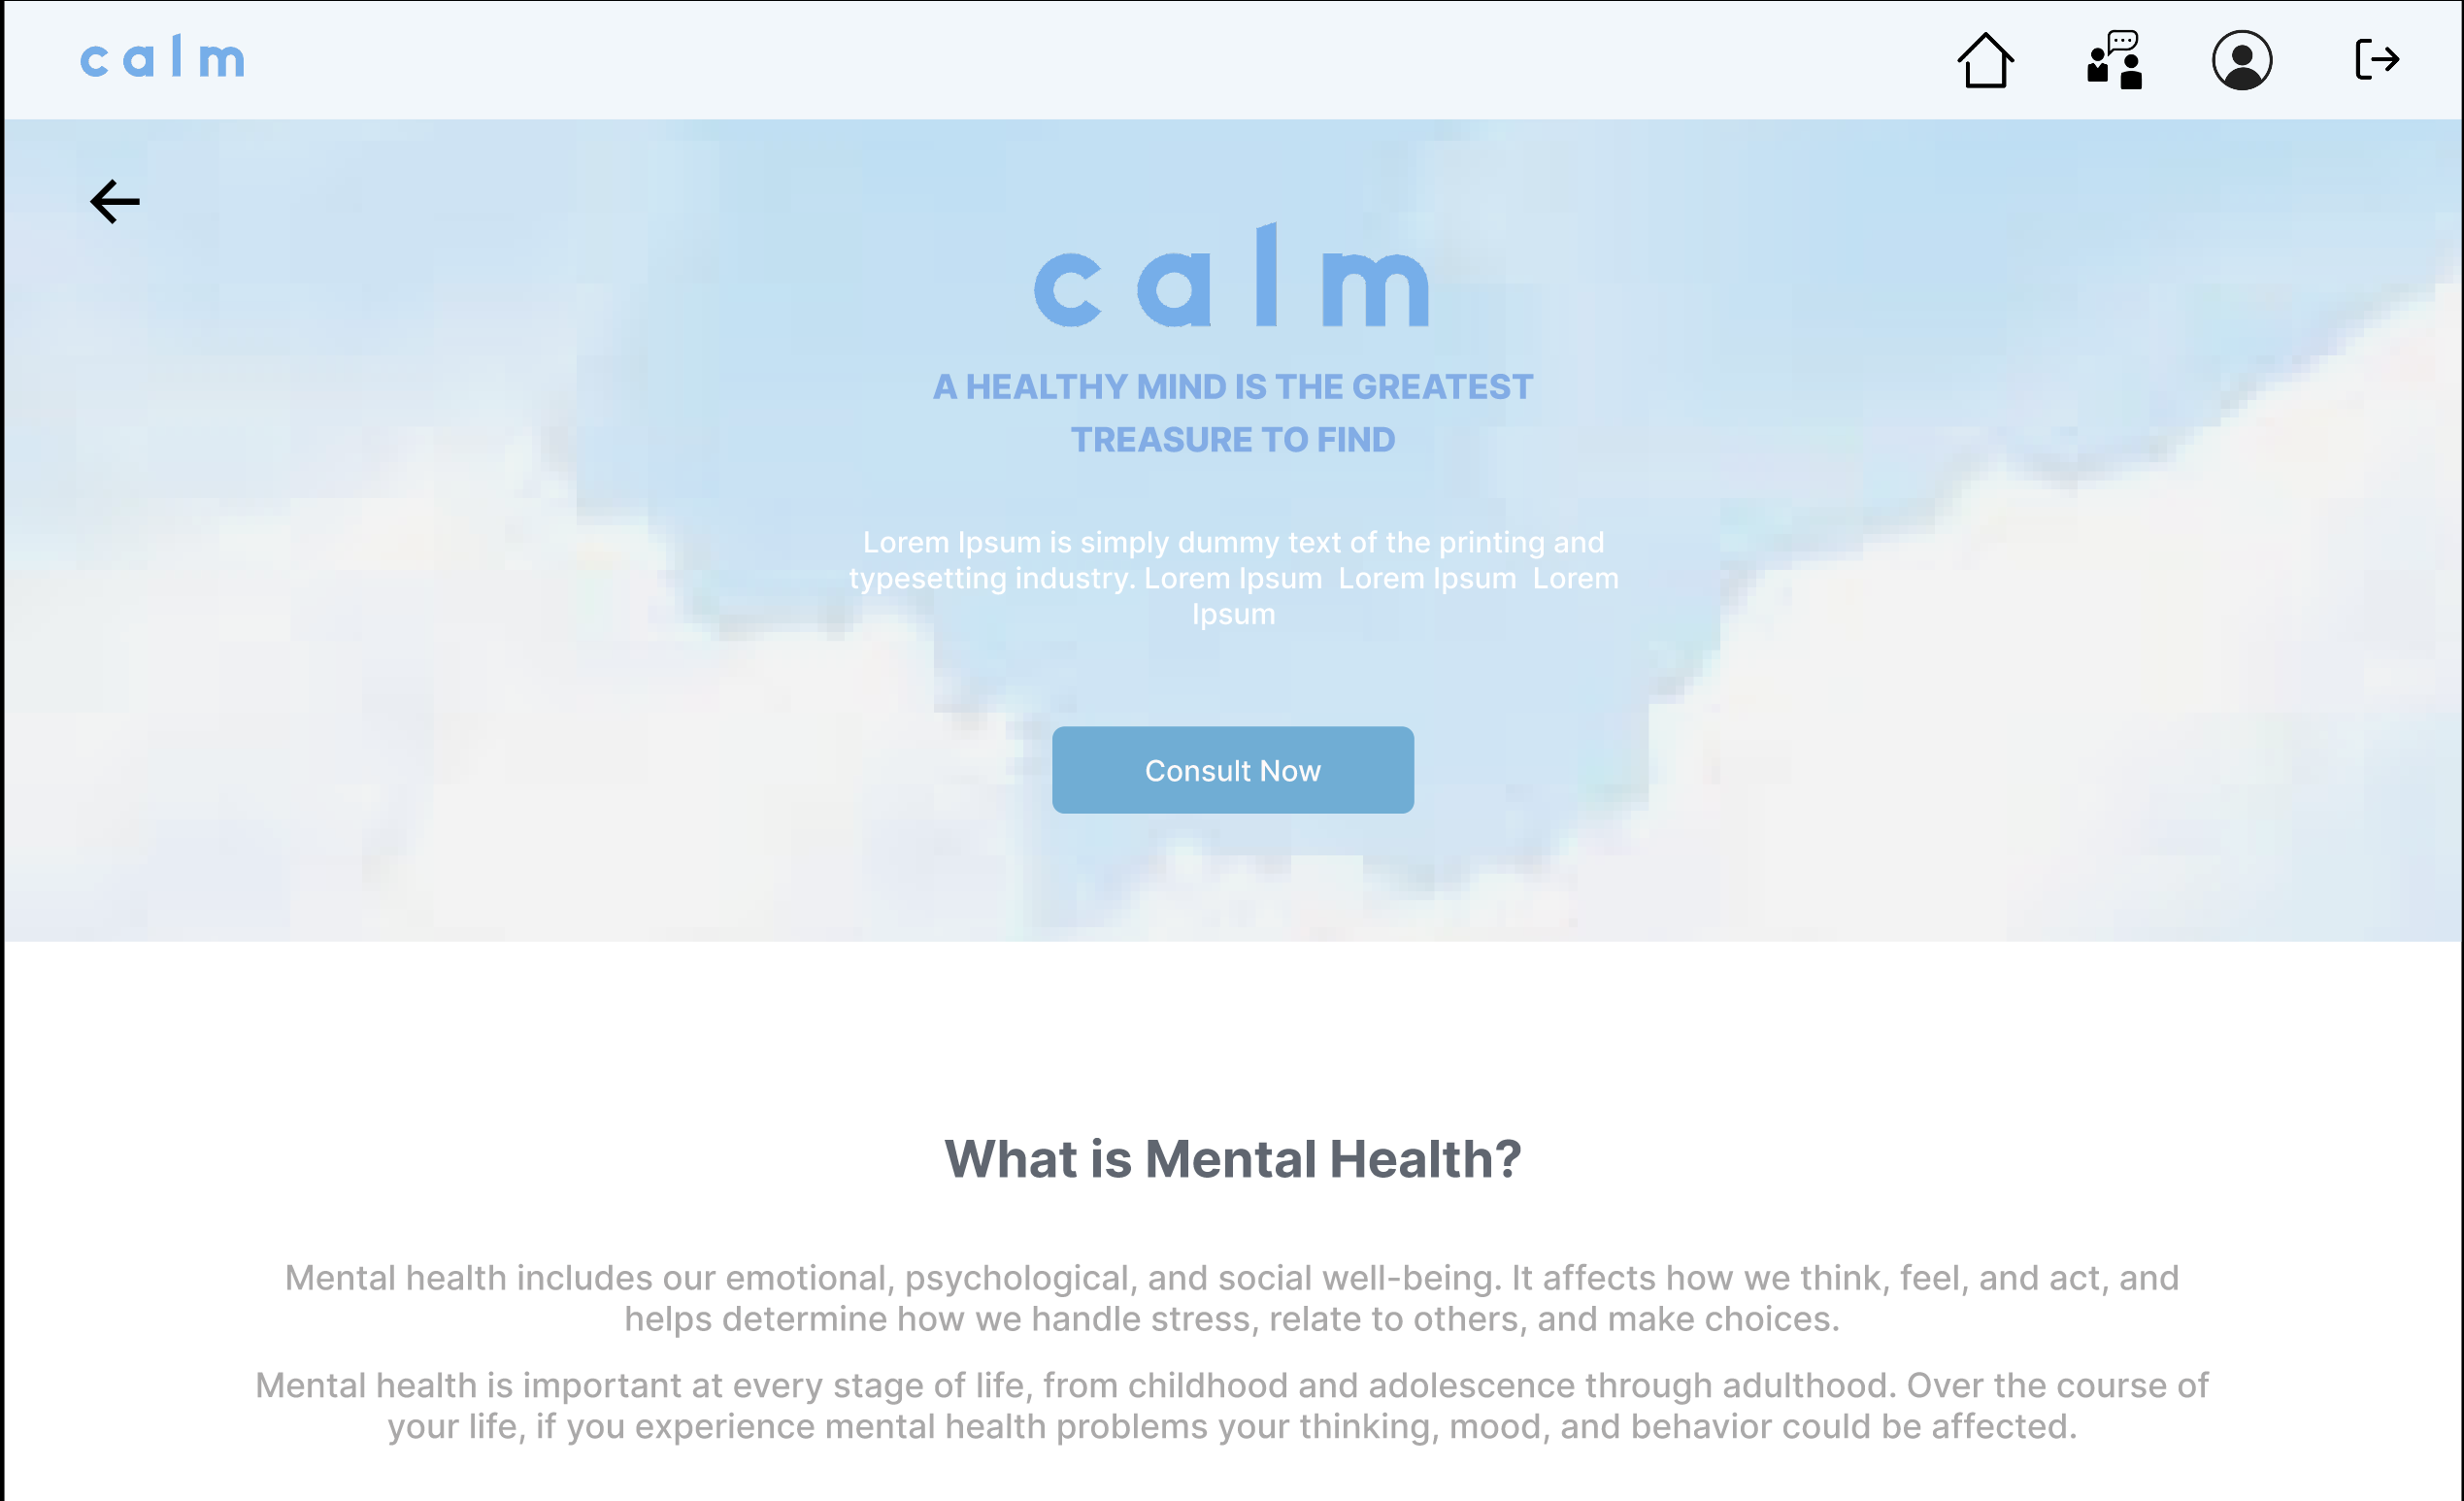 calm
calm
A HEALTHY MIND IS THE GREATEST
TREASURE TO FIND
Lorem Ipsum is simply dummy text of the printing and
typesetting industry. Lorem Ipsum  Lorem Ipsum  Lorem
Ipsum
Consult Now
What is Mental Health?
Mental health includes our emotional, psychological, and social well-being. It affects how we think, feel, and act, and
helps determine how we handle stress, relate to others, and make choices.
Mental health is important at every stage of life, from childhood and adolescence through adulthood. Over the course of
your life, if you experience mental health problems your thinking, mood, and behavior could be affected.